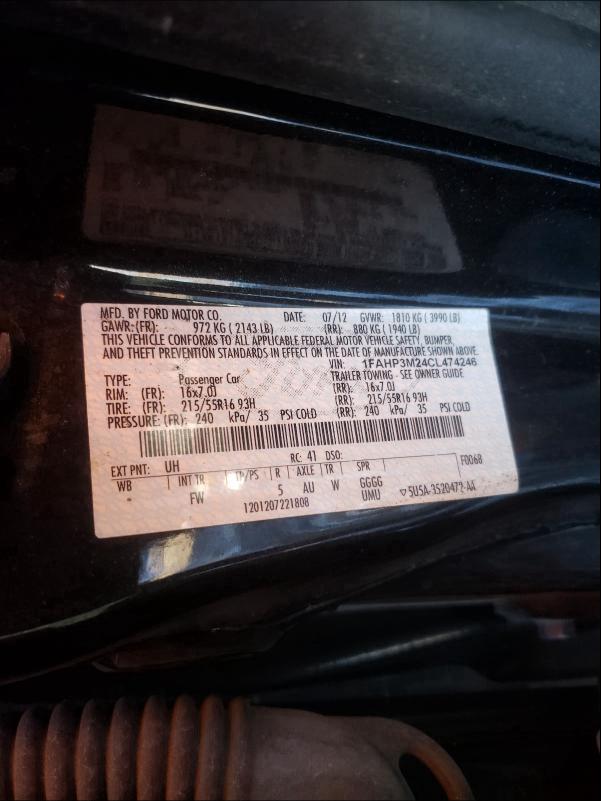 MFD. BY FORD MOTOR CO. DATE: 07/12 GVWR: 1810 KG ( 3990 LB)
GAWR:(FR): 972 KG ( 2143 LB) (RR): 880 KG ( 1940 LB)
THIS VEHICLE CONFORMS TO ALL APPLICABLE FEDERAL MOTOR VEHICLE SAFETY, BUMPER,
AND THEFT PREVENTION STANDARDS IN EFFECT ON THE DATE OF MANUFACTURE SHOWN ABOVE.
VIN: 1FAHP3M24CL474246
TYPE: Passenger Car TRAILER TOWING - SEE OWNER GUIDE
RIM: (FR): 16x7.0J (RR): 16x7.0J
TIRE: (FR): 215/55R16 93H (RR): 215/55R16 93H
PRESSURE: (FR): 240 kPa/ 35 PSI COLD (RR): 240 kPa/ 35 PSI COLD
RC: 41 DSO: F0068
EXT PNT: UH
WB INT TR TP/PS R AXLE TR SPR
* FW 5 AU W GGGG
UMU
1201207221808 ▽5U5A-3520472-AA